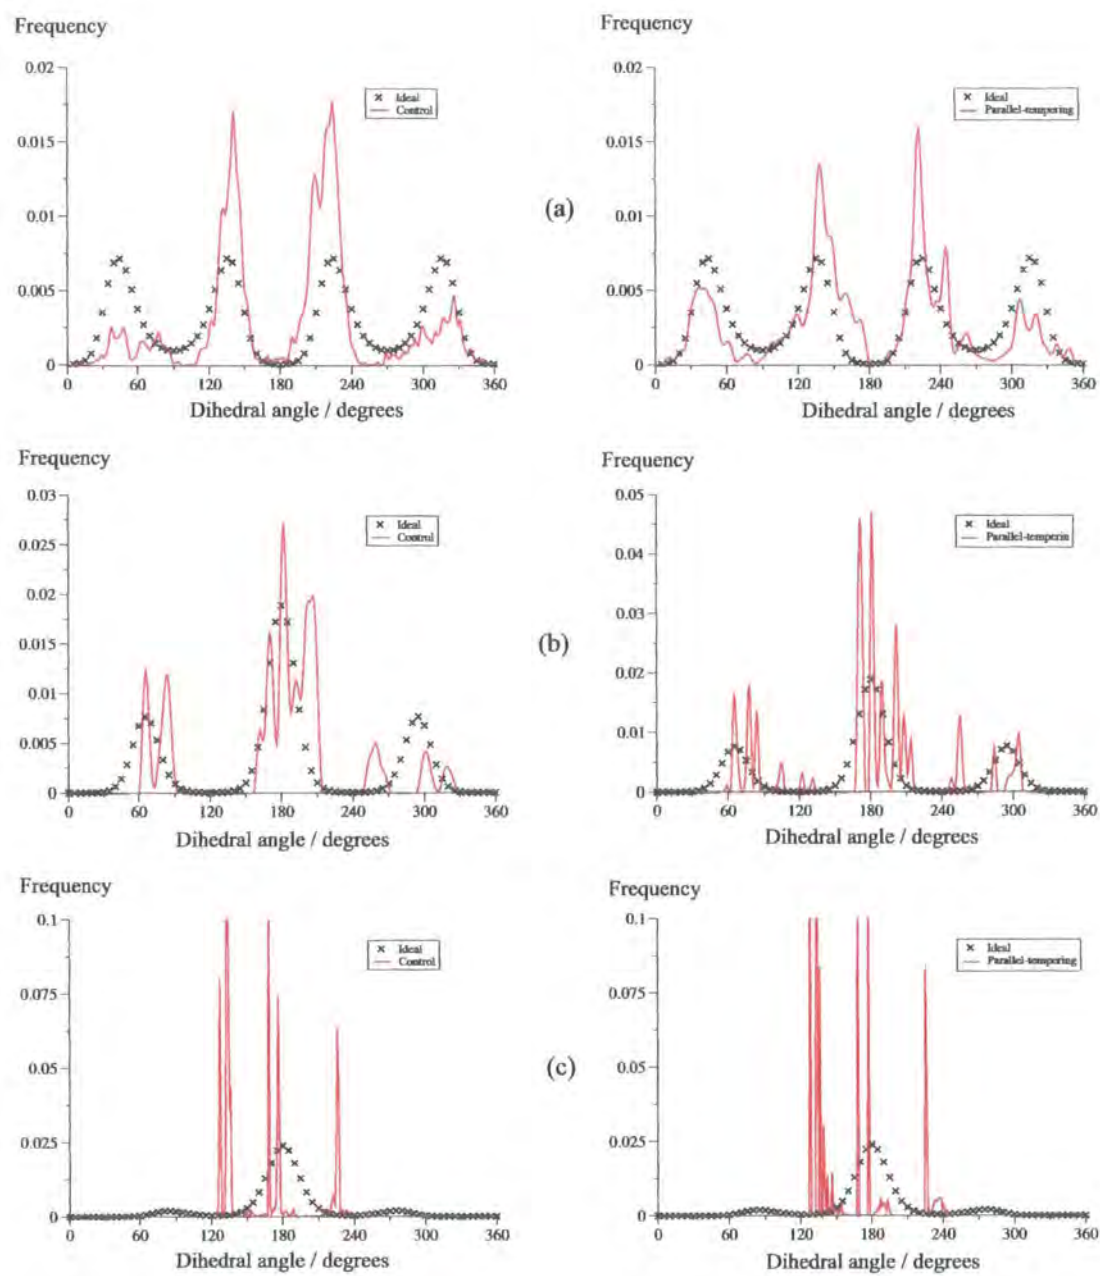 Frequency
0.02
0.015
0.01
0.005
0
0 60 120 180 240 300 360
Dihedral angle / degrees
Ideal
Control
(a)
Frequency
0.02
0.015
0.01
0.005
0
0 60 120 180 240 300 360
Dihedral angle / degrees
Ideal
Parallel-tempering
Frequency
0.03
0.025
0.02
0.015
0.01
0.005
0
0 60 120 180 240 300 360
Dihedral angle / degrees
Ideal
Control
(b)
Frequency
0.05
0.04
0.03
0.02
0.01
0
0 60 120 180 240 300 360
Dihedral angle / degrees
Ideal
Parallel-temperin
Frequency
0.1
0.075
0.05
0.025
0
0 60 120 180 240 300 360
Dihedral angle / degrees
Ideal
Control
(c)
Frequency
0.1
0.075
0.05
0.025
0
0 60 120 180 240 300 360
Dihedral angle / degrees
Ideal
Parallel-tempering